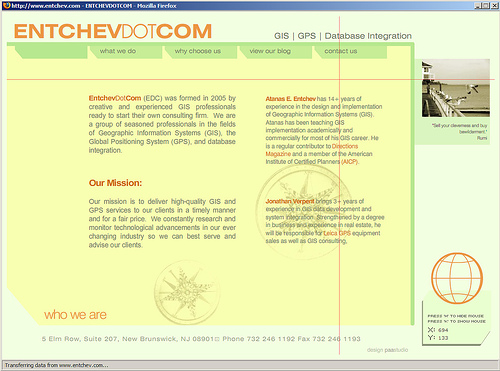 http://www.entchev.com - ENTCHEVDOTCOM - Mozilla Firefox
ENTCHEVDOTCOM
GIS | GPS | Database Integration
what we do
why choose us
view our blog
contact us
EntchevDotCom (EDC) was formed in 2005 by
creative and experienced GIS professionals
ready to start their own consulting firm. We are
a group of seasoned professionals in the fields
of Geographic Information Systems (GIS), the
Global Positioning System (GPS), and database
integration.
Our Mission:
Our mission is to deliver high-quality GIS and
GPS services to our clients in a timely manner
and for a fair price. We constantly research and
monitor technological advancements in our ever
changing industry so we can best serve and
advise our clients.
Atanas E. Entchev has 14+ years of
experience in the design and implementation
of Geographic Information Systems (GIS).
Atanas has been teaching GIS
implementation academically and
commercially for most of his GIS career. He
is a regular contributor to Directions
Magazine and a member of the American
Institute of Certified Planners (AICP).
Jonathan Verpent brings 3+ years of
experience in GIS data development and
system integration. Strengthened by a degree
in business and experience in real estate, he
will be responsible for Leica GPS equipment
sales as well as GIS consulting,
"Sell your cleverness and buy
bewilderment."
Rumi
PRESS 'H' TO HIDE MOUSE
PRESS 'S' TO SHOW MOUSE
X: 694
Y: 133
who we are
5 Elm Row, Suite 207, New Brunswick, NJ 08901 Phone 732 246 1192 Fax 732 246 1193
design paastudio
Transferring data from www.entchev.com...